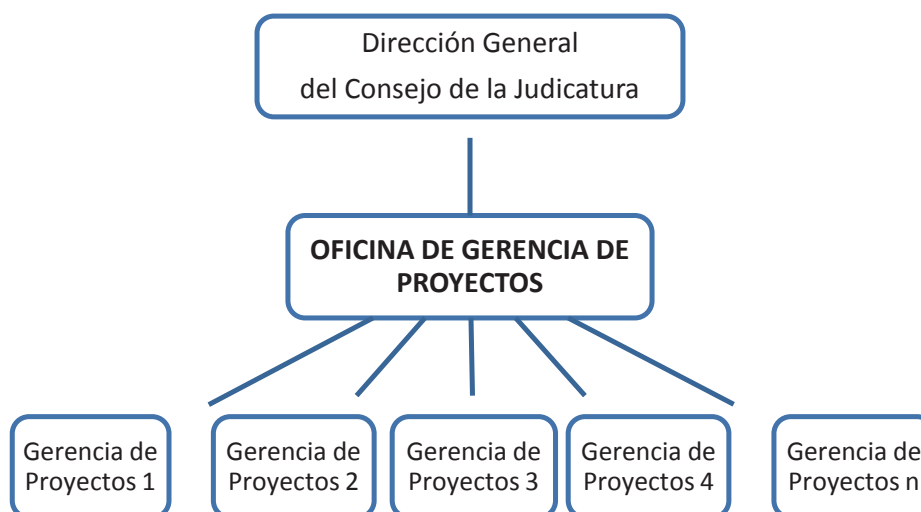 Dirección General
del Consejo de la Judicatura
OFICINA DE GERENCIA DE
PROYECTOS
Gerencia de
Proyectos 1
Gerencia de
Proyectos 2
Gerencia de
Proyectos 3
Gerencia de
Proyectos 4
Gerencia de
Proyectos n